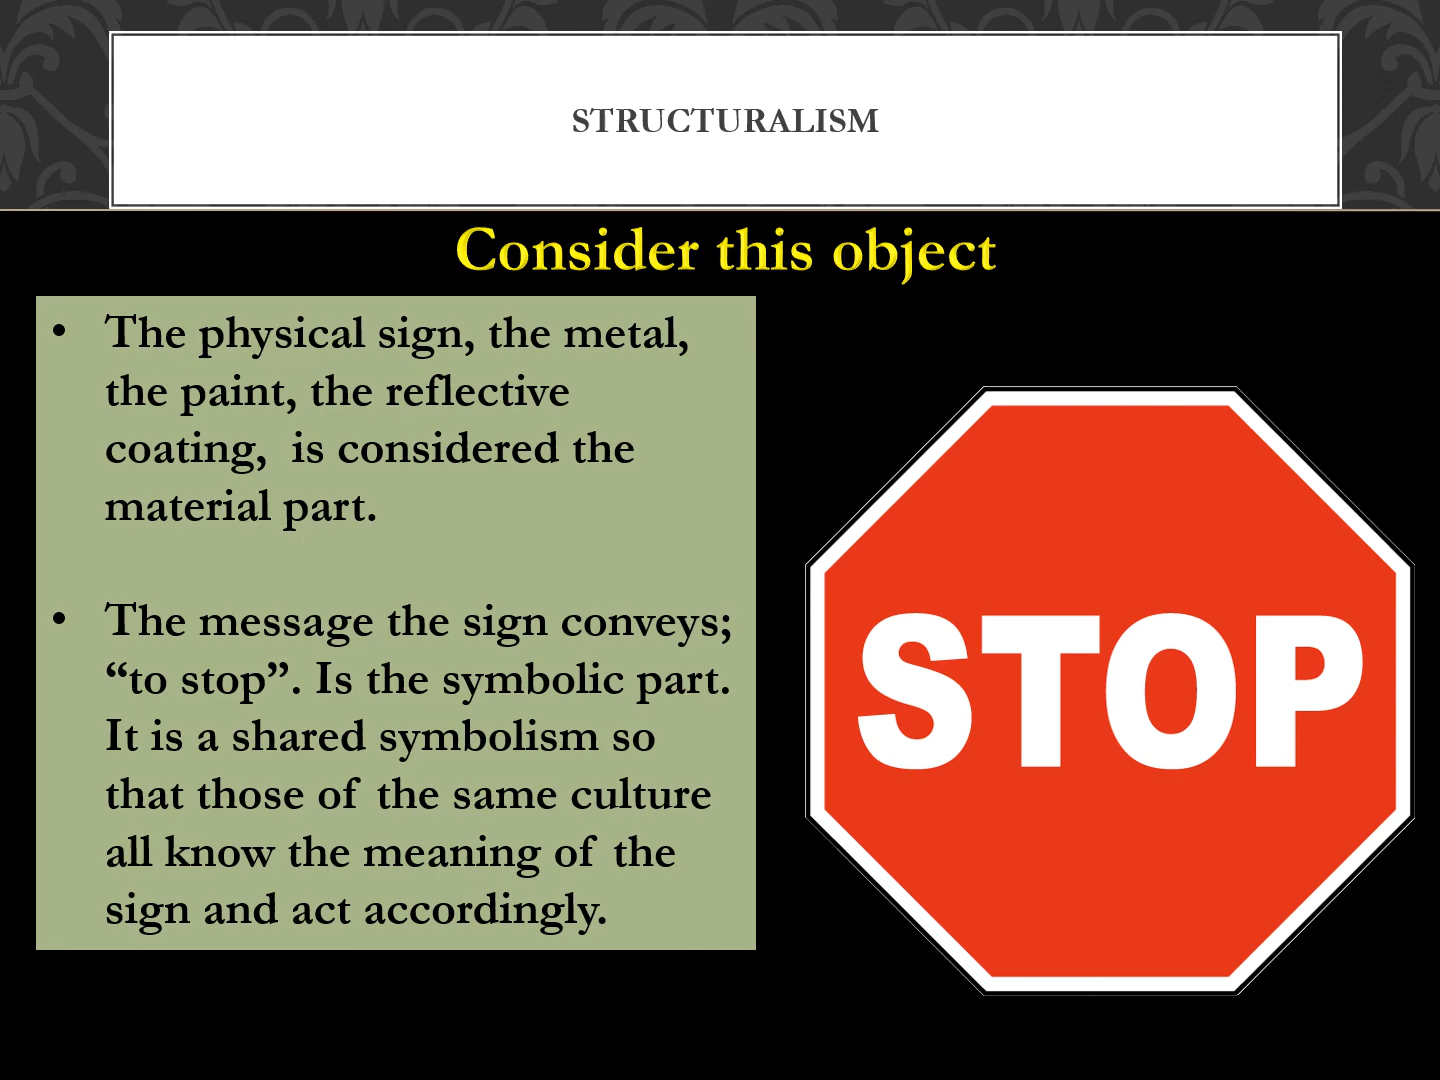 STRUCTURALISM
Consider this object
• The physical sign, the metal,
the paint, the reflective
coating,  is considered the
material part.
• The message the sign conveys;
“to stop”. Is the symbolic part.
It is a shared symbolism so
that those of the same culture
all know the meaning of the
sign and act accordingly.
STOP